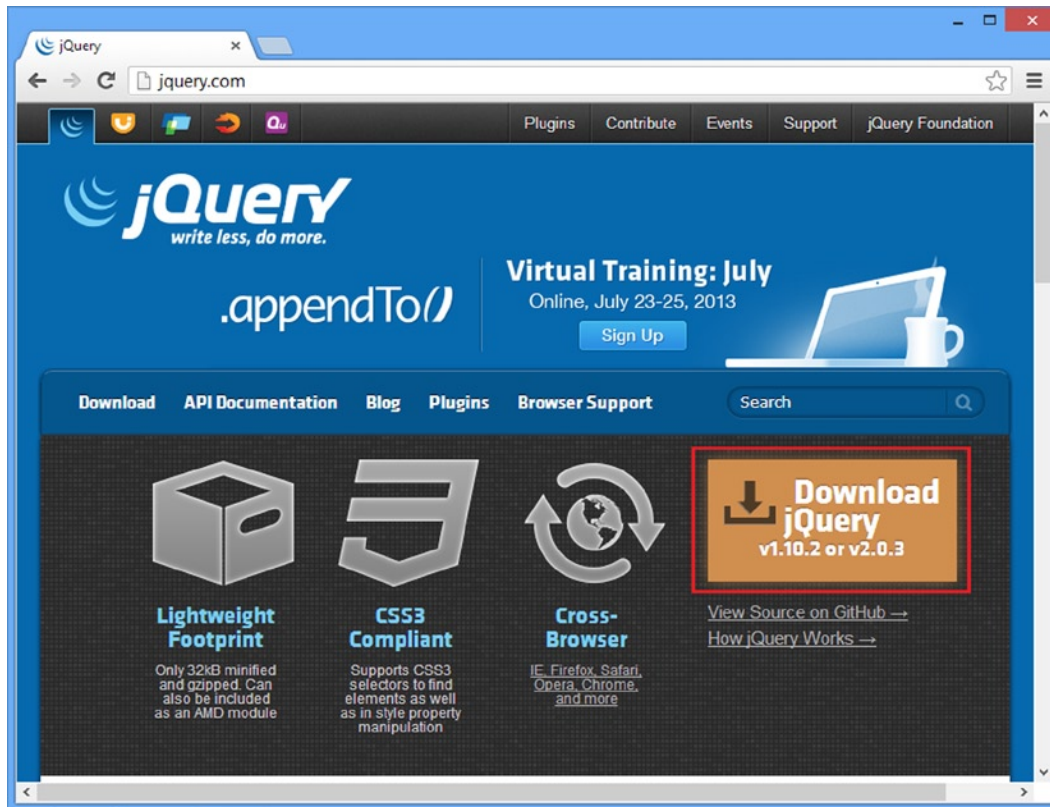 jQuery
jquery.com
Plugins Contribute Events Support jQuery Foundation
jQuery
write less, do more.
.appendTo()
Virtual Training: July
Online, July 23-25, 2013
Sign Up
Download API Documentation Blog Plugins Browser Support Search
Download
jQuery
v1.10.2 or v2.0.3
Lightweight
Footprint
Only 32kB minified
and gzipped. Can
also be included
as an AMD module
CSS3
Compliant
Supports CSS3
selectors to find
elements as well
as in style property
manipulation
Cross-
Browser
IE, Firefox, Safari,
Opera, Chrome,
and more
View Source on GitHub →
How jQuery Works →